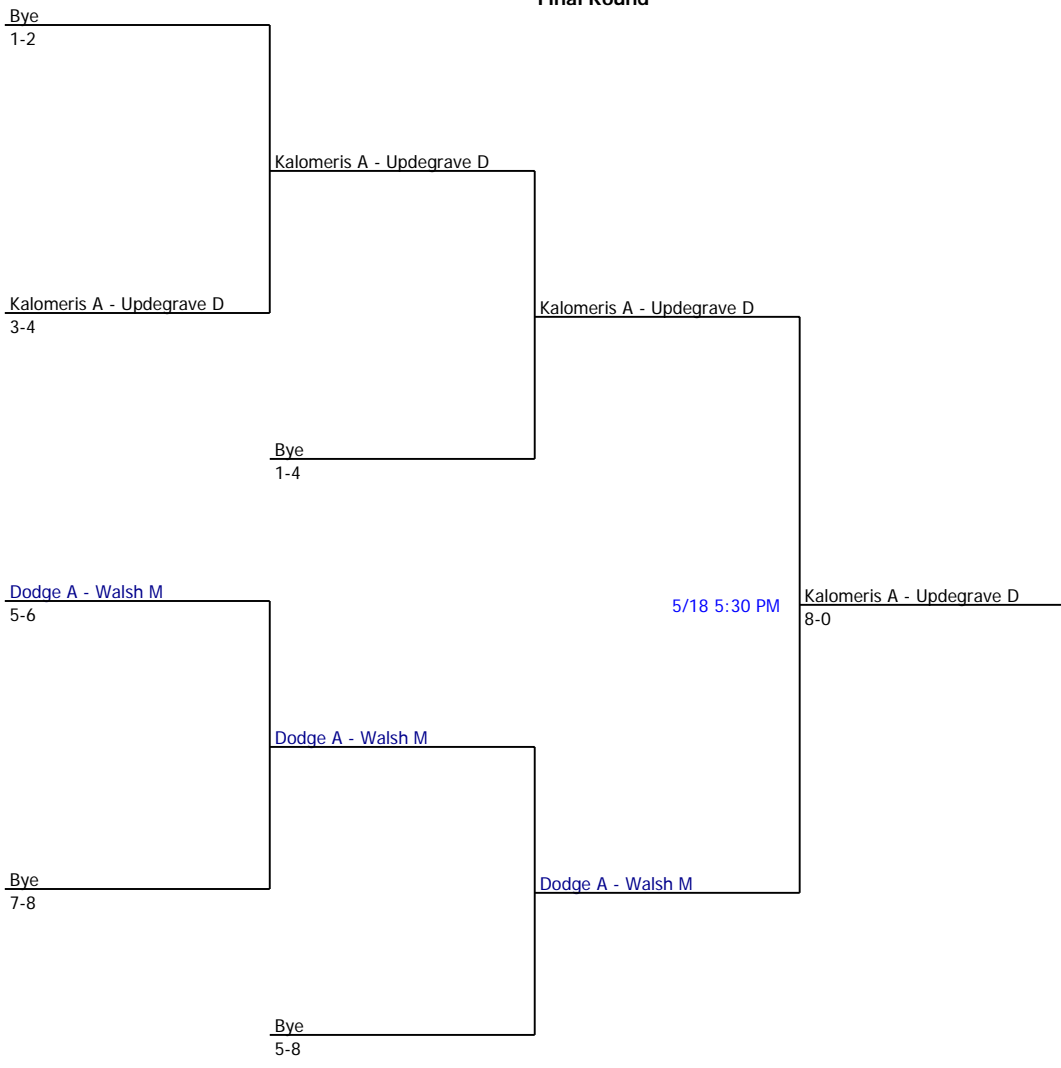 Final Round
Bye
1-2
Kalomeris A - Updegrave D
Kalomeris A - Updegrave D
3-4
Kalomeris A - Updegrave D
Bye
1-4
Dodge A - Walsh M
5-6
5/18 5:30 PM
Kalomeris A - Updegrave D
8-0
Dodge A - Walsh M
Bye
7-8
Dodge A - Walsh M
Bye
5-8